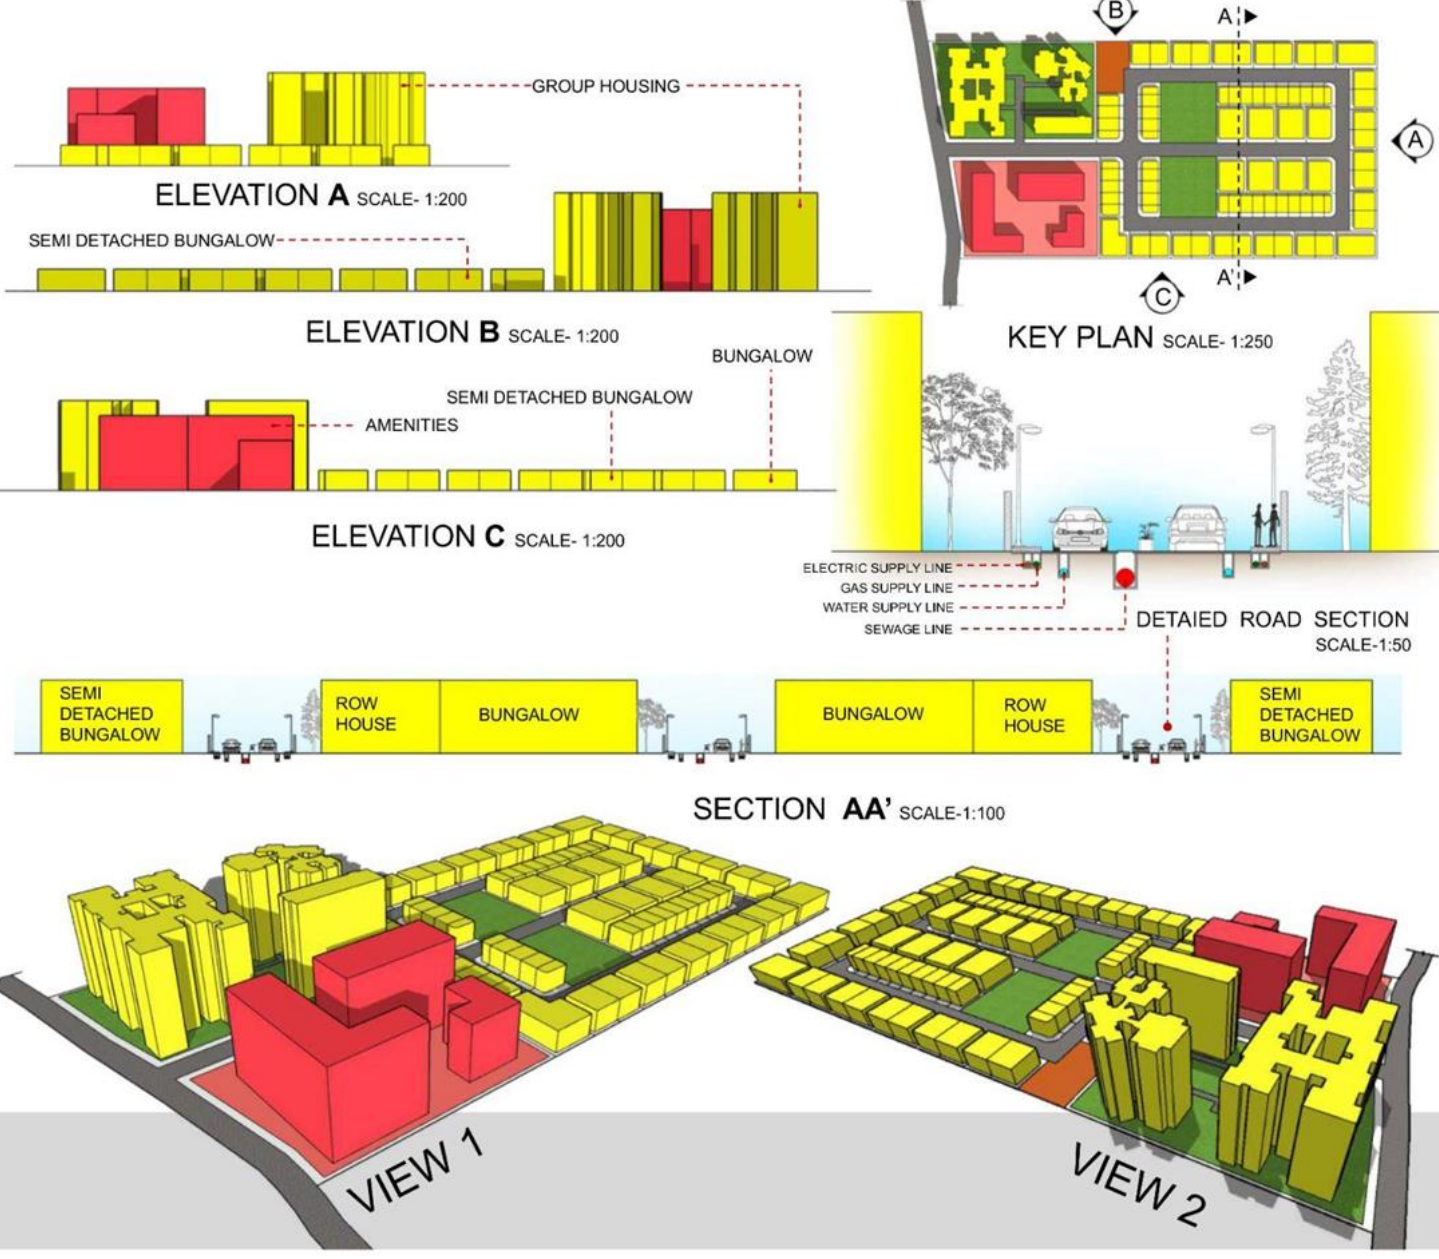 B
A
GROUP HOUSING
A
ELEVATION A SCALE- 1:200
SEMI DETACHED BUNGALOW
A'
C
ELEVATION B SCALE- 1:200
KEY PLAN SCALE- 1:250
BUNGALOW
SEMI DETACHED BUNGALOW
AMENITIES
ELEVATION C SCALE- 1:200
ELECTRIC SUPPLY LINE
GAS SUPPLY LINE
WATER SUPPLY LINE
SEWAGE LINE
DETAIED ROAD SECTION
SCALE-1:50
SEMI
DETACHED
BUNGALOW
ROW
HOUSE
BUNGALOW
BUNGALOW
ROW
HOUSE
SEMI
DETACHED
BUNGALOW
SECTION AA’ SCALE-1:100
VIEW 1
VIEW 2